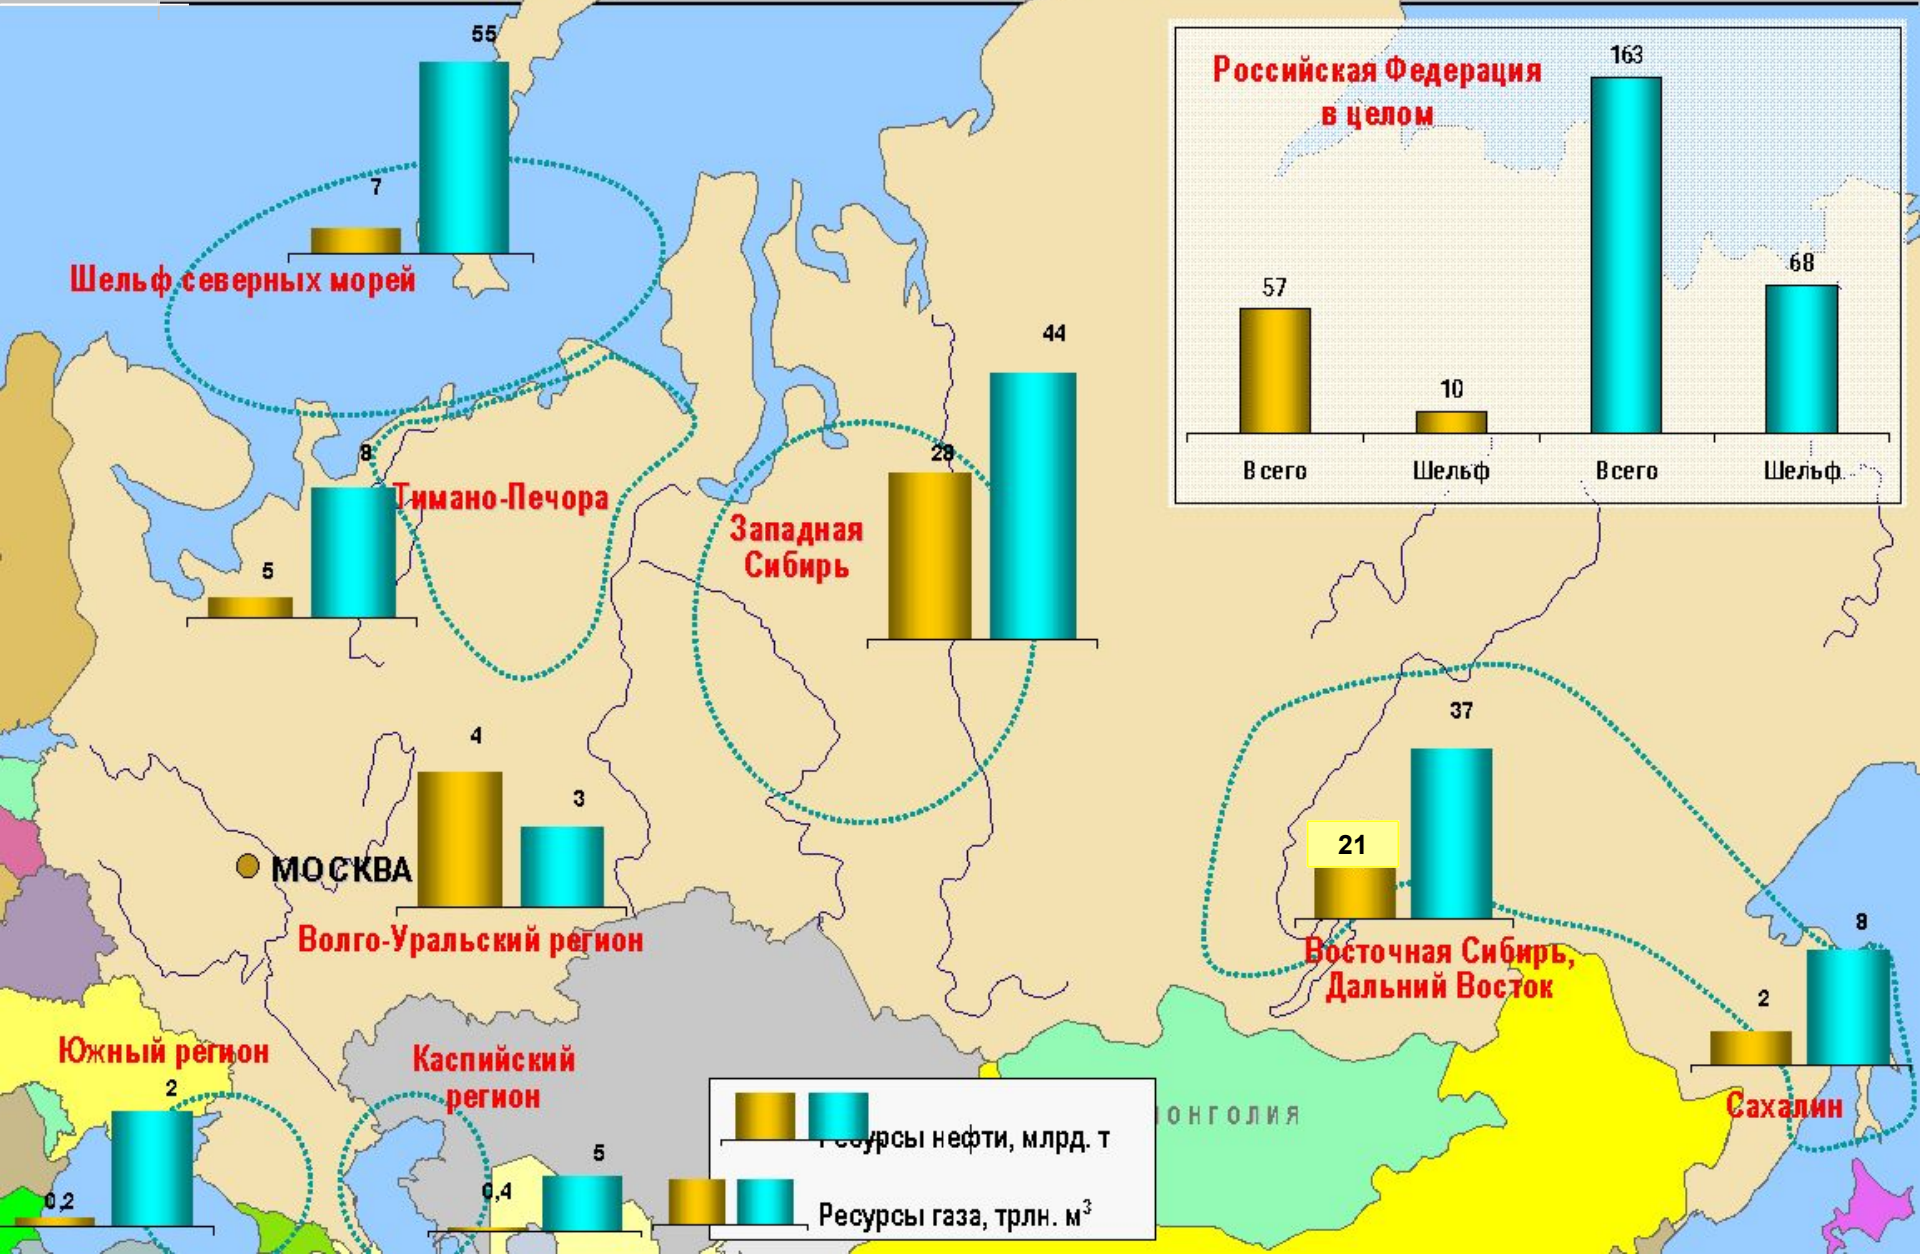 55
7
Шельф северных морей
Российская Федерация
в целом
163
57
10
68
Всего
Шельф
Всего
Шельф
44
28
Западная
Сибирь
8
Тимано-Печора
5
4
3
МОСКВА
Волго-Уральский регион
37
21
Восточная Сибирь,
Дальний Восток
8
2
Сахалин
Южный регион
2
0,2
Каспийский
регион
5
0,4
Ресурсы нефти, млрд. т
Ресурсы газа, трлн. м³
ОНГОЛИЯ